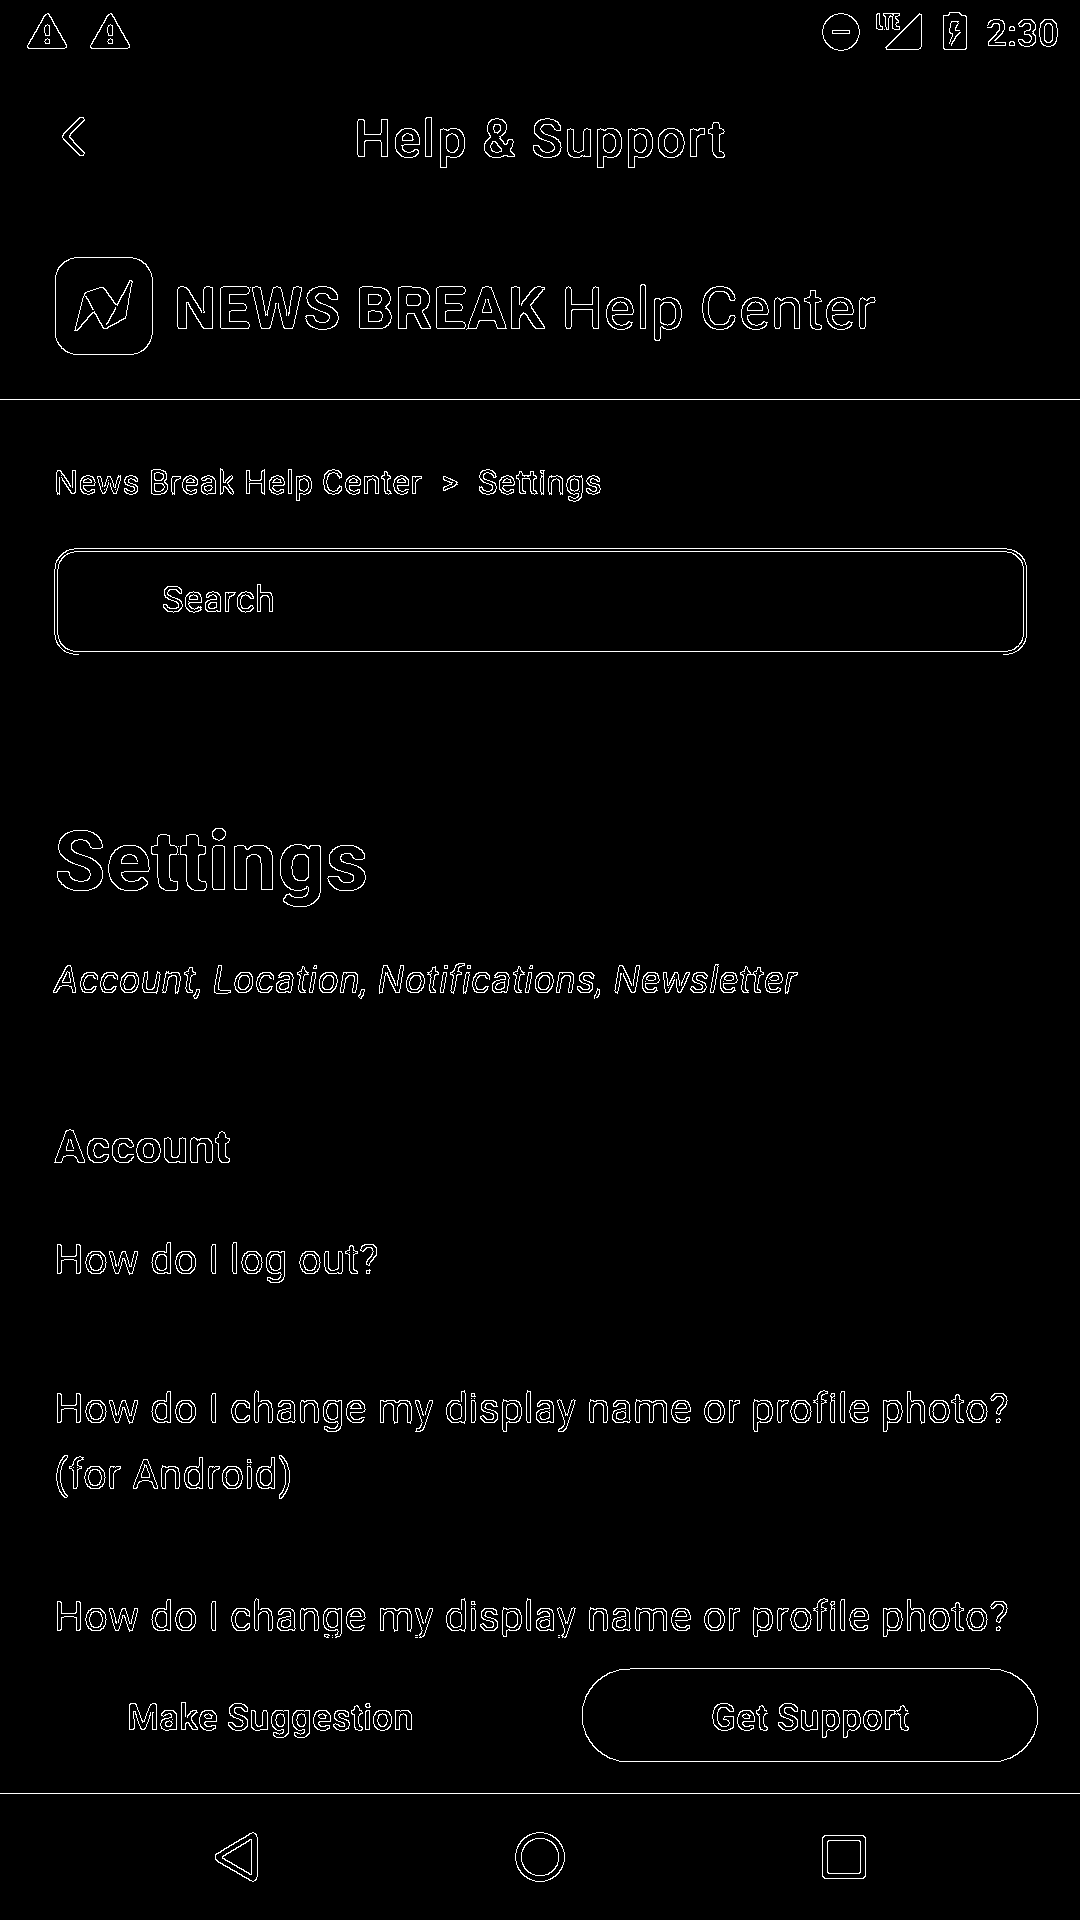 LTE 2:30
Help & Support
NEWS BREAK Help Center
News Break Help Center > Settings
Search
Settings
Account, Location, Notifications, Newsletter
Account
How do I log out?
How do I change my display name or profile photo?
(for Android)
How do I change my display name or profile photo?
Make Suggestion
Get Support